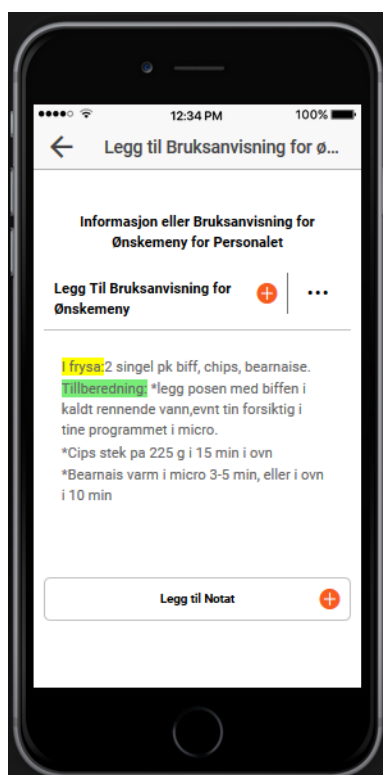 12:34 PM
100%
Legg til Bruksanvisning for ø...
Informasjon eller Bruksanvisning for
Ønskemeny for Personalet
Legg Til Bruksanvisning for
Ønskemeny
I frysa:2 singel pk biff, chips, bearnaise.
Tillberedning: *legg posen med biffen i
kaldt rennende vann,evnt tin forsiktig i
tine programmet i micro.
*Cips stek pa 225 g i 15 min i ovn
*Bearnais varm i micro 3-5 min, eller i ovn
i 10 min
Legg til Notat